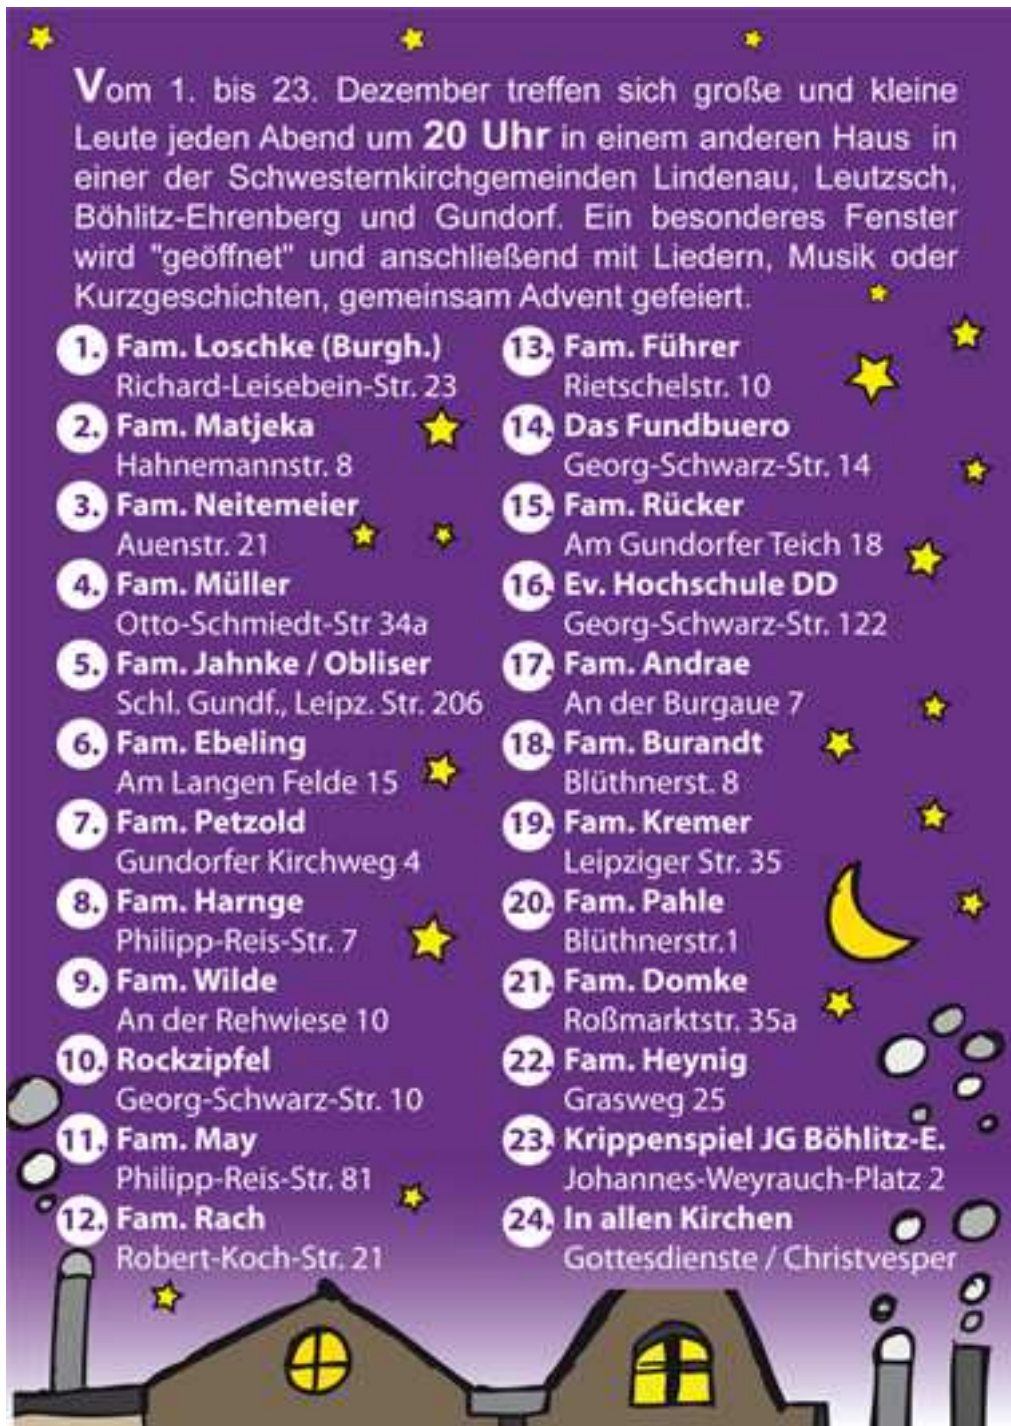 Vom 1. bis 23. Dezember treffen sich große und kleine
Leute jeden Abend um 20 Uhr in einem anderen Haus in
einer der Schwesternkirchgemeinden Lindenau, Leutzsch,
Böhlitz-Ehrenberg und Gundorf. Ein besonderes Fenster
wird "geöffnet" und anschließend mit Liedern, Musik oder
Kurzgeschichten, gemeinsam Advent gefeiert.
1. Fam. Loschke (Burgh.)
Richard-Leisebein-Str. 23
2. Fam. Matjeka
Hahnemannstr. 8
3. Fam. Neitemeier
Auenstr. 21
4. Fam. Müller
Otto-Schmiedt-Str 34a
5. Fam. Jahnke / Obliser
Schl. Gundf., Leipz. Str. 206
6. Fam. Ebeling
Am Langen Felde 15
7. Fam. Petzold
Gundorfer Kirchweg 4
8. Fam. Harnge
Philipp-Reis-Str. 7
9. Fam. Wilde
An der Rehwiese 10
10. Rockzipfel
Georg-Schwarz-Str. 10
11. Fam. May
Philipp-Reis-Str. 81
12. Fam. Rach
Robert-Koch-Str. 21
13. Fam. Führer
Rietschelstr. 10
14. Das Fundbuero
Georg-Schwarz-Str. 14
15. Fam. Rücker
Am Gundorfer Teich 18
16. Ev. Hochschule DD
Georg-Schwarz-Str. 122
17. Fam. Andrae
An der Burgaue 7
18. Fam. Burandt
Blüthnerst. 8
19. Fam. Kremer
Leipziger Str. 35
20. Fam. Pahle
Blüthnerstr.1
21. Fam. Domke
Roßmarktstr. 35a
22. Fam. Heynig
Grasweg 25
23. Krippenspiel JG Böhlitz-E.
Johannes-Weyrauch-Platz 2
24. In allen Kirchen
Gottesdienste / Christvesper